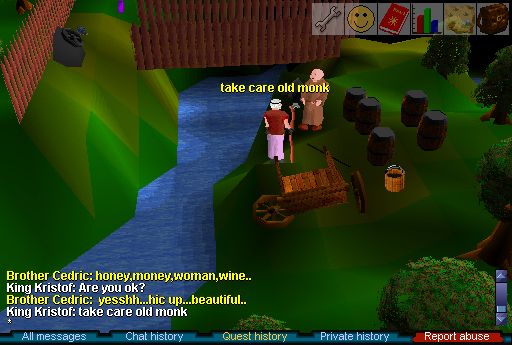 take care old monk
Brother Cedric: honey,money,woman,wine..
King Kristof: Are you ok?
Brother Cedric: yesshh...hic up...beautiful..
King Kristof: take care old monk
*
All messages
Chat history
Quest history
Private history
Report abuse